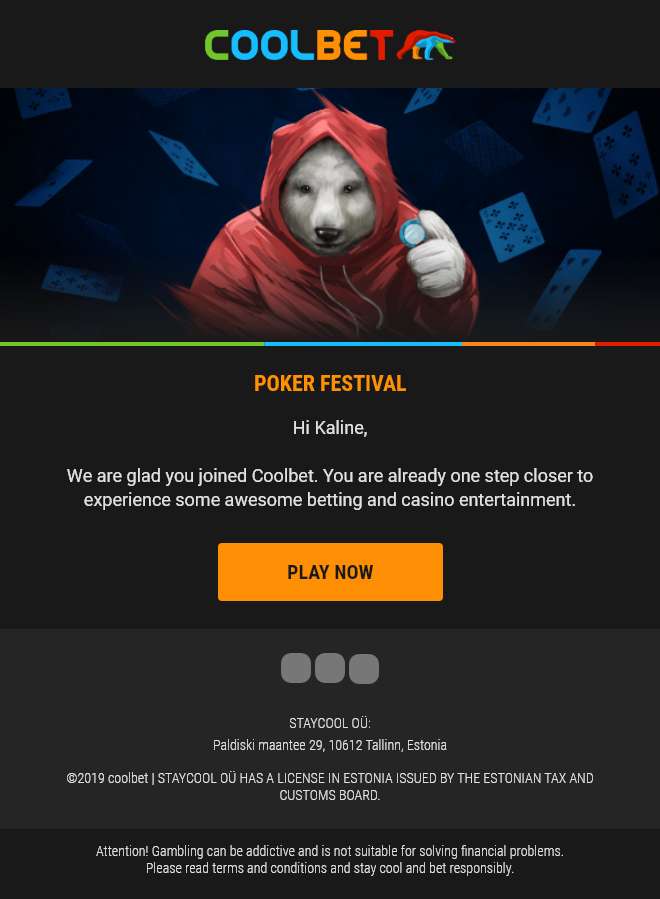 COOLBET
POKER FESTIVAL
Hi Kaline,
We are glad you joined Coolbet. You are already one step closer to
experience some awesome betting and casino entertainment.
PLAY NOW
STAYCOOL OÜ:
Paldiski maantee 29, 10612 Tallinn, Estonia
©2019 coolbet | STAYCOOL OÜ HAS A LICENSE IN ESTONIA ISSUED BY THE ESTONIAN TAX AND
CUSTOMS BOARD.
Attention! Gambling can be addictive and is not suitable for solving financial problems.
Please read terms and conditions and stay cool and bet responsibly.